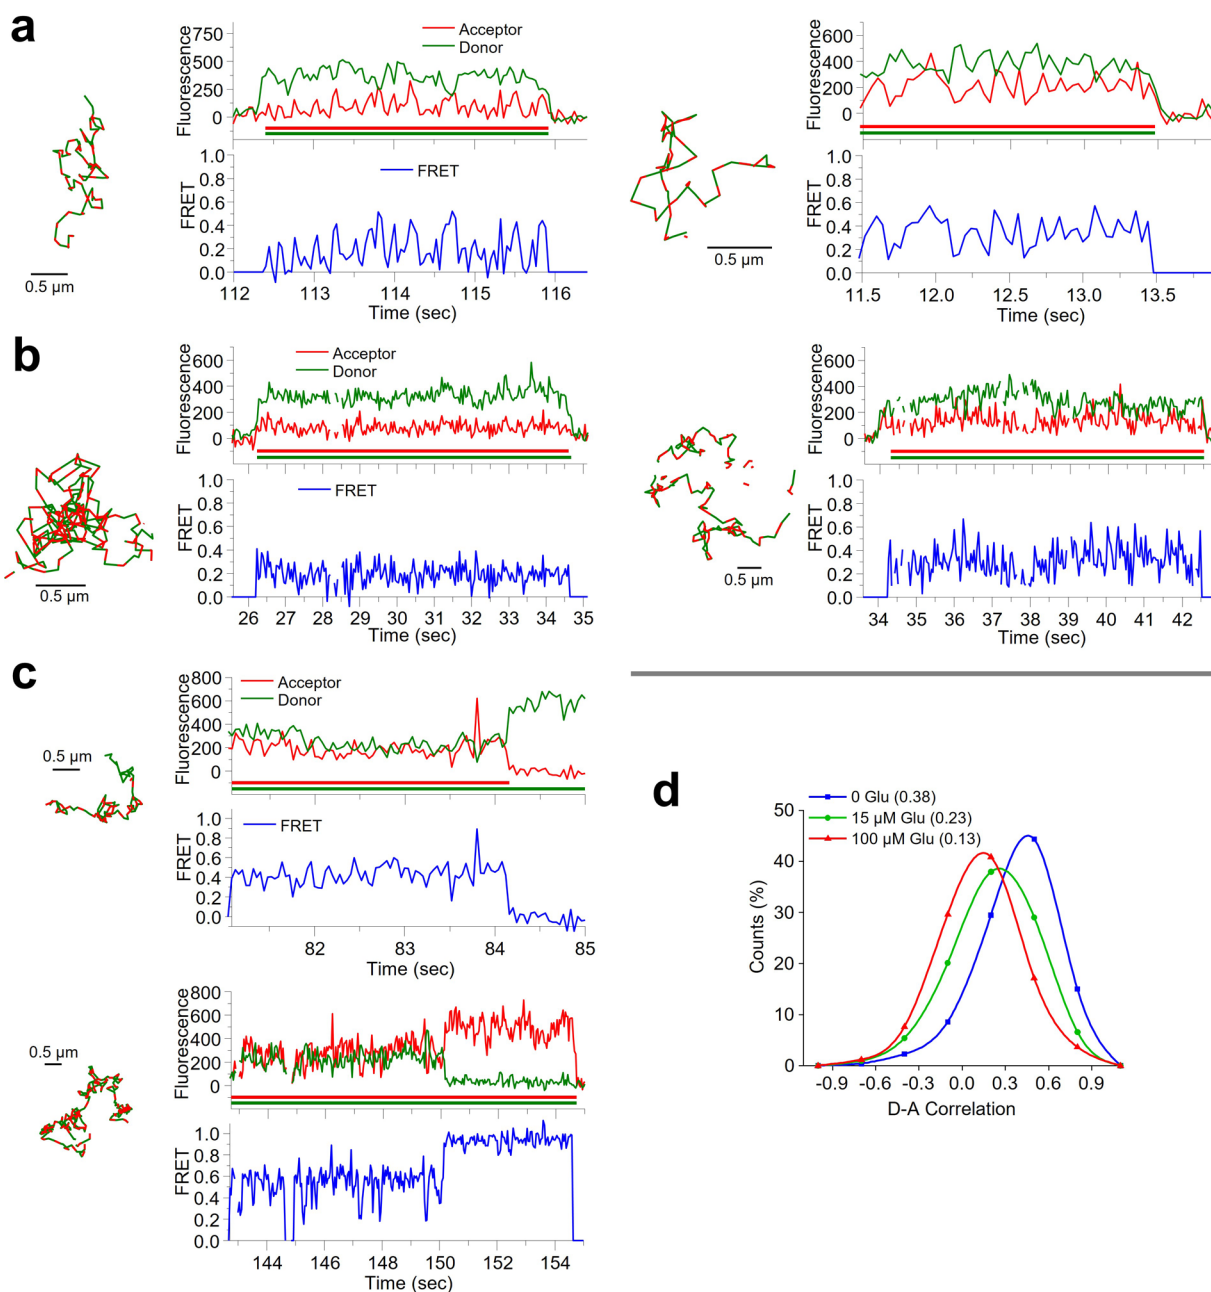 a
Fluorescence
750
500
250
0
Acceptor
Donor
FRET
1.0
0.8
0.6
0.4
0.2
0.0
FRET
112 113 114 115 116
Time (sec)
0.5 µm
Fluorescence
600
400
200
0
FRET
1.0
0.8
0.6
0.4
0.2
0.0
11.5 12.0 12.5 13.0 13.5
Time (sec)
0.5 µm
b
Fluorescence
600
400
200
0
Acceptor
Donor
FRET
1.0
0.8
0.6
0.4
0.2
0.0
FRET
26 27 28 29 30 31 32 33 34 35
Time (sec)
0.5 µm
Fluorescence
600
400
200
0
FRET
1.0
0.8
0.6
0.4
0.2
0.0
34 35 36 37 38 39 40 41 42
Time (sec)
0.5 µm
c
Fluorescence
800
600
400
200
0
Acceptor
Donor
0.5 µm
FRET
1.0
0.8
0.6
0.4
0.2
0.0
FRET
82 83 84 85
Time (sec)
Fluorescence
800
600
400
200
0
0.5 µm
FRET
1.0
0.8
0.6
0.4
0.2
0.0
144 146 148 150 152 154
Time (sec)
d
0 Glu (0.38)
15 µM Glu (0.23)
100 µM Glu (0.13)
Counts (%)
50
40
30
20
10
0
-0.9 -0.6 -0.3 0.0 0.3 0.6 0.9
D-A Correlation